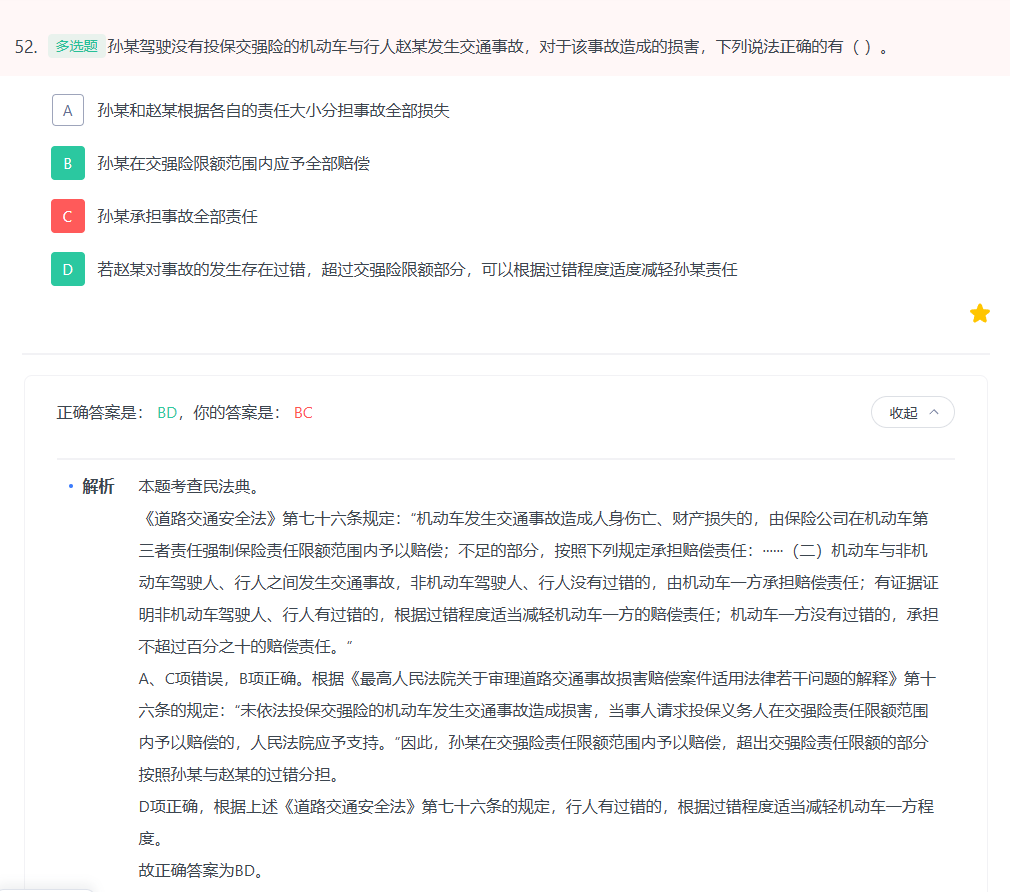 52. 多选题 孙某驾驶没有投保交强险的机动车与行人赵某发生交通事故，对于该事故造成的损害，下列说法正确的有（ ）。
A 孙某和赵某根据各自的责任大小分担事故全部损失
B 孙某在交强险限额范围内应予全部赔偿
C 孙某承担事故全部责任
D 若赵某对事故的发生存在过错，超过交强险限额部分，可以根据过错程度适度减轻孙某责任
正确答案是： BD，你的答案是： BC 收起
解析 本题考查民法典。
《道路交通安全法》第七十六条规定：“机动车发生交通事故造成人身伤亡、财产损失的，由保险公司在机动车第
三者责任强制保险责任限额范围内予以赔偿；不足的部分，按照下列规定承担赔偿责任：······（二）机动车与非机
动车驾驶人、行人之间发生交通事故，非机动车驾驶人、行人没有过错的，由机动车一方承担赔偿责任；有证据证
明非机动车驾驶人、行人有过错的，根据过错程度适当减轻机动车一方的赔偿责任；机动车一方没有过错的，承担
不超过百分之十的赔偿责任。”
A、C项错误，B项正确。根据《最高人民法院关于审理道路交通事故损害赔偿案件适用法律若干问题的解释》第十
六条的规定：“未依法投保交强险的机动车发生交通事故造成损害，当事人请求投保义务人在交强险责任限额范围
内予以赔偿的，人民法院应予支持。”因此，孙某在交强险责任限额范围内予以赔偿，超出交强险责任限额的部分
按照孙某与赵某的过错分担。
D项正确，根据上述《道路交通安全法》第七十六条的规定，行人有过错的，根据过错程度适当减轻机动车一方程
度。
故正确答案为BD。